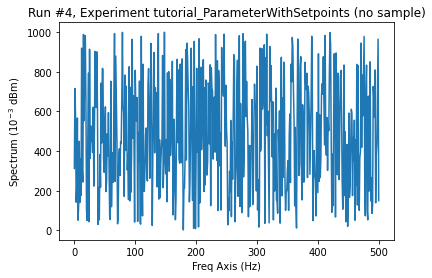 Run #4, Experiment tutorial_ParameterWithSetpoints (no sample)
Spectrum (10⁻³ dBm)
1000
800
600
400
200
0
0 100 200 300 400 500
Freq Axis (Hz)